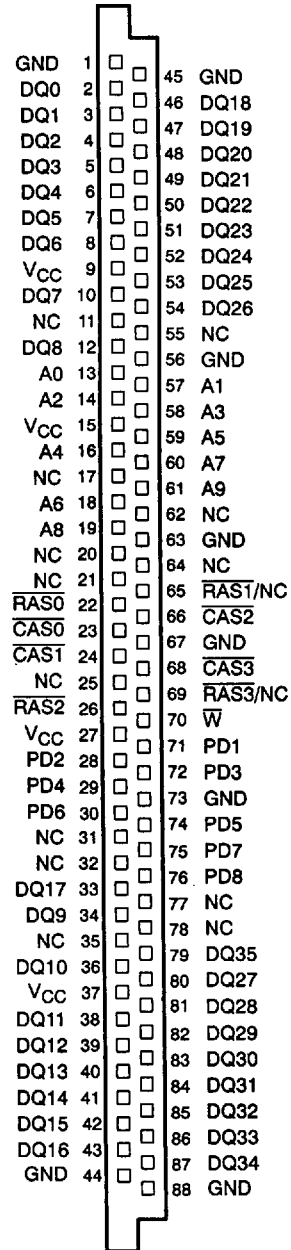 GND 1
DQ0 2
DQ1 3
DQ2 4
DQ3 5
DQ4 6
DQ5 7
DQ6 8
VCC 9
DQ7 10
NC 11
DQ8 12
A0 13
A2 14
VCC 15
A4 16
NC 17
A6 18
A8 19
NC 20
NC 21
R̅A̅S̅0̅ 22
C̅A̅S̅0̅ 23
C̅A̅S̅1̅ 24
NC 25
R̅A̅S̅2̅ 26
VCC 27
PD2 28
PD4 29
PD6 30
NC 31
NC 32
DQ17 33
DQ9 34
NC 35
DQ10 36
VCC 37
DQ11 38
DQ12 39
DQ13 40
DQ14 41
DQ15 42
DQ16 43
GND 44
45 GND
46 DQ18
47 DQ19
48 DQ20
49 DQ21
50 DQ22
51 DQ23
52 DQ24
53 DQ25
54 DQ26
55 NC
56 GND
57 A1
58 A3
59 A5
60 A7
61 A9
62 NC
63 GND
64 NC
65 R̅A̅S̅1̅/NC
66 C̅A̅S̅2̅
67 GND
68 C̅A̅S̅3̅
69 R̅A̅S̅3̅/NC
70 W̅
71 PD1
72 PD3
73 GND
74 PD5
75 PD7
76 PD8
77 NC
78 NC
79 DQ35
80 DQ27
81 DQ28
82 DQ29
83 DQ30
84 DQ31
85 DQ32
86 DQ33
87 DQ34
88 GND